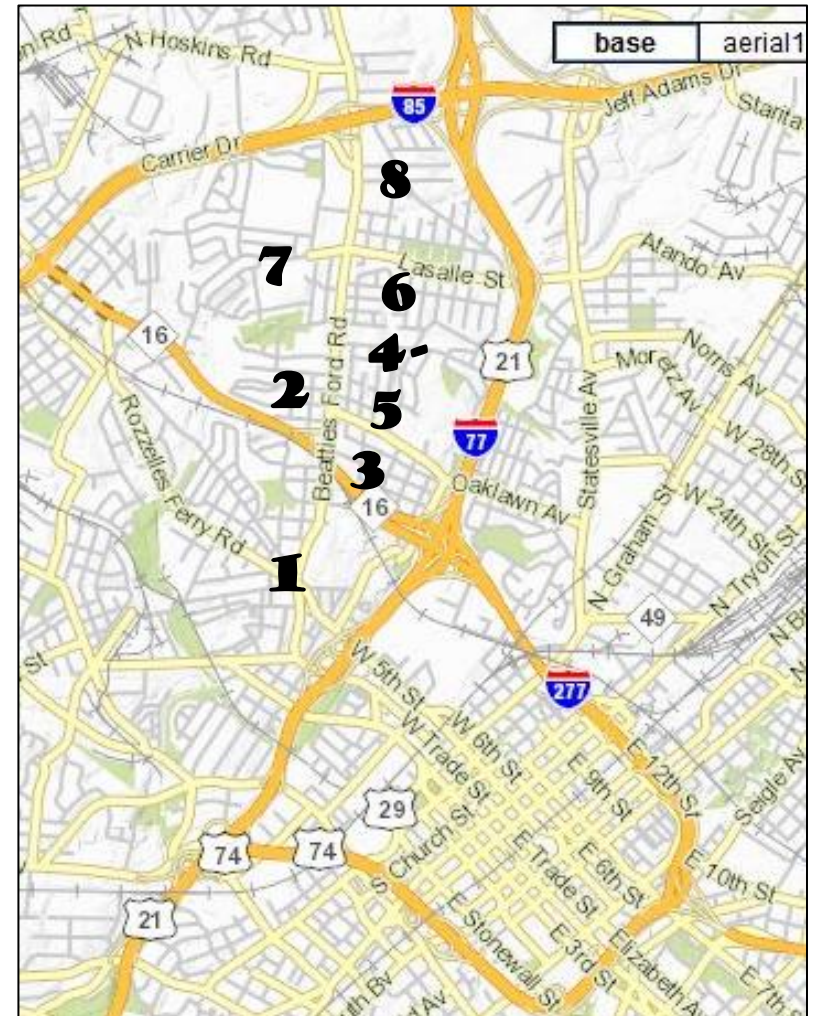 base
aerial1
on Rd
N Hoskins Rd
85
Jeff Adams Dr
Starita
Carrier Dr
8
7
Lasalle St
Atando Av
6
16
4-
21
Norris Av
Moretz Av
2
Beatties Ford Rd
5
77
Statesville Av
W 28th S
Rozzelles Ferry Rd
3
16
Oaklawn Av
W 24th St
N Graham St
N Tryon St
1
49
N B
N
St
W 5th St
277
W 6th St
W Trade St
E 12th St
E 9th St
Seigle Av
29
74
74
S Church St
E Trade St
E 6th St
E 10th St
21
E Stonewall St
E 3rd St
Elizabeth Av
E 7th S
uth Bv
d Av